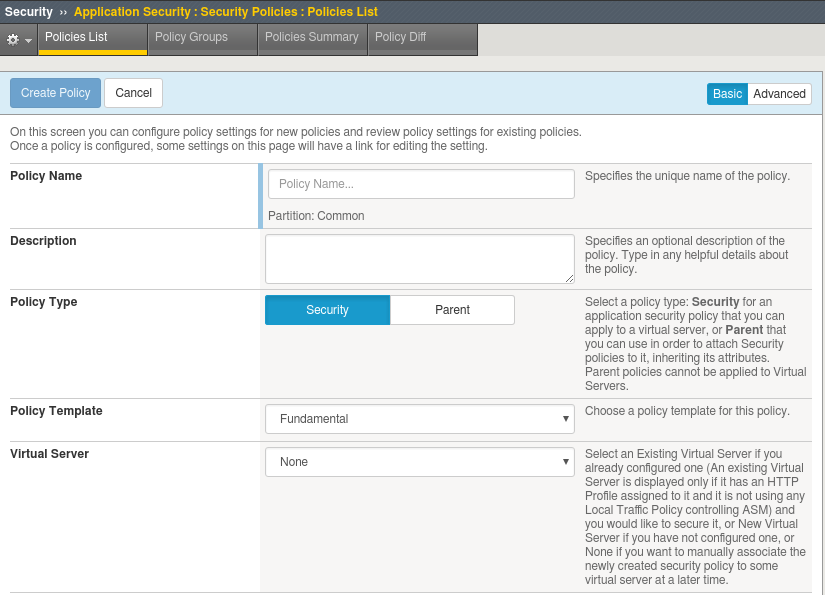 Security ›› Application Security : Security Policies : Policies List
Policies List
Policy Groups
Policies Summary
Policy Diff
Create Policy
Cancel
Basic
Advanced
On this screen you can configure policy settings for new policies and review policy settings for existing policies.
Once a policy is configured, some settings on this page will have a link for editing the setting.
Policy Name
Policy Name...
Partition: Common
Specifies the unique name of the policy.
Description
Specifies an optional description of the
policy. Type in any helpful details about
the policy.
Policy Type
Security
Parent
Select a policy type: Security for an
application security policy that you can
apply to a virtual server, or Parent that
you can use in order to attach Security
policies to it, inheriting its attributes.
Parent policies cannot be applied to Virtual
Servers.
Policy Template
Fundamental
Choose a policy template for this policy.
Virtual Server
None
Select an Existing Virtual Server if you
already configured one (An existing Virtual
Server is displayed only if it has an HTTP
Profile assigned to it and it is not using any
Local Traffic Policy controlling ASM) and
you would like to secure it, or New Virtual
Server if you have not configured one, or
None if you want to manually associate the
newly created security policy to some
virtual server at a later time.